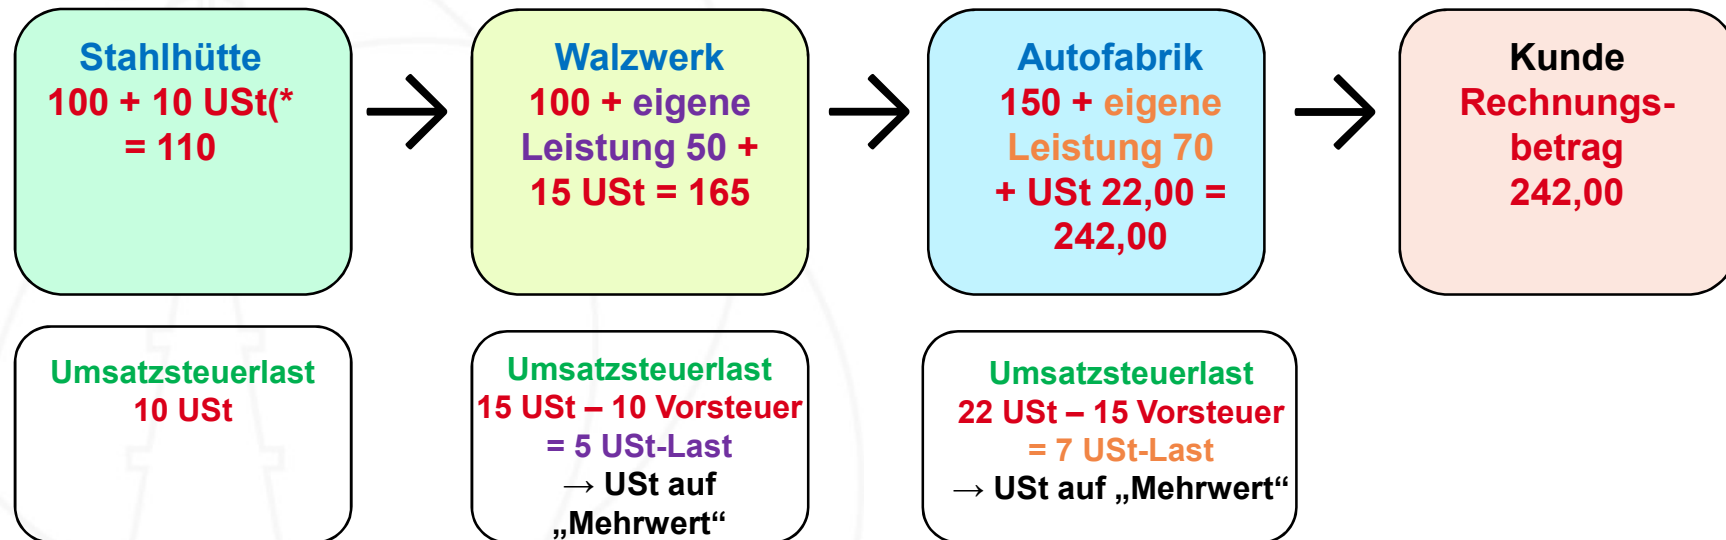 Stahlhütte
100 + 10 USt(*
= 110
Walzwerk
100 + eigene
Leistung 50 +
15 USt = 165
Autofabrik
150 + eigene
Leistung 70
+ USt 22,00 =
242,00
Kunde
Rechnungs-
betrag
242,00
Umsatzsteuerlast
10 USt
Umsatzsteuerlast
15 USt – 10 Vorsteuer
= 5 USt-Last
→ USt auf
„Mehrwert“
Umsatzsteuerlast
22 USt – 15 Vorsteuer
= 7 USt-Last
→ USt auf „Mehrwert“